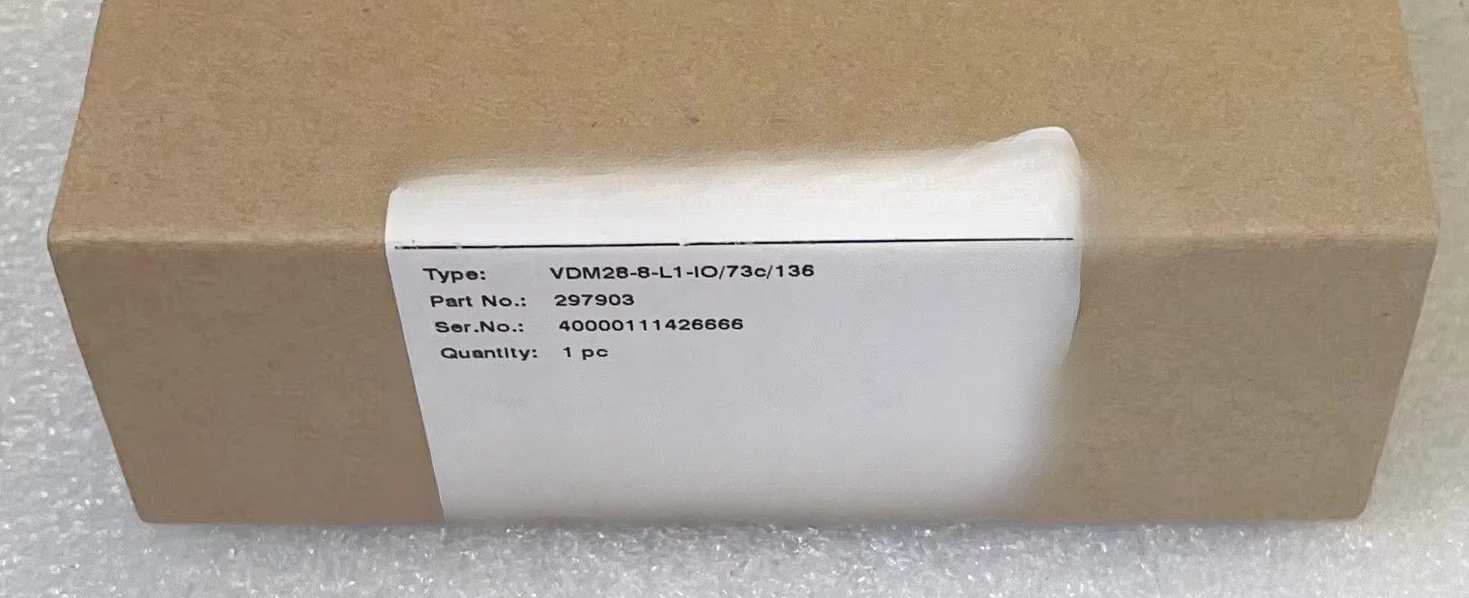 Type: VDM28-8-L1-IO/73c/136
Part No.: 297903
Ser.No.: 40000111426666
Quantity: 1 pc